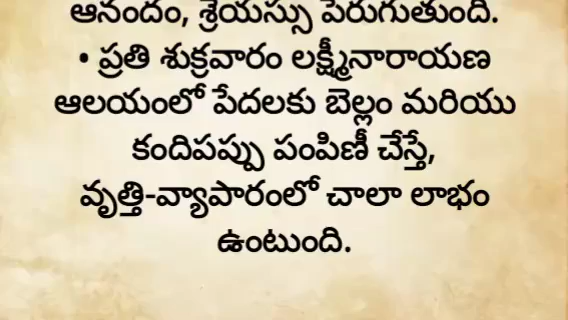 ఆనందం, శ్రేయస్సు పెరుగుతుంది.
• ప్రతి శుక్రవారం లక్ష్మీనారాయణ
ఆలయంలో పేదలకు బెల్లం మరియు
కందిపప్పు పంపిణీ చేస్తే,
వృత్తి-వ్యాపారంలో చాలా లాభం
ఉంటుంది.